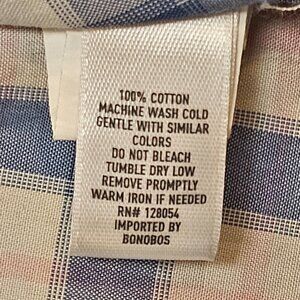 100% COTTON
MACHINE WASH COLD
GENTLE WITH SIMILAR
COLORS
DO NOT BLEACH
TUMBLE DRY LOW
REMOVE PROMPTLY
WARM IRON IF NEEDED
RN# 128054
IMPORTED BY
BONOBOS